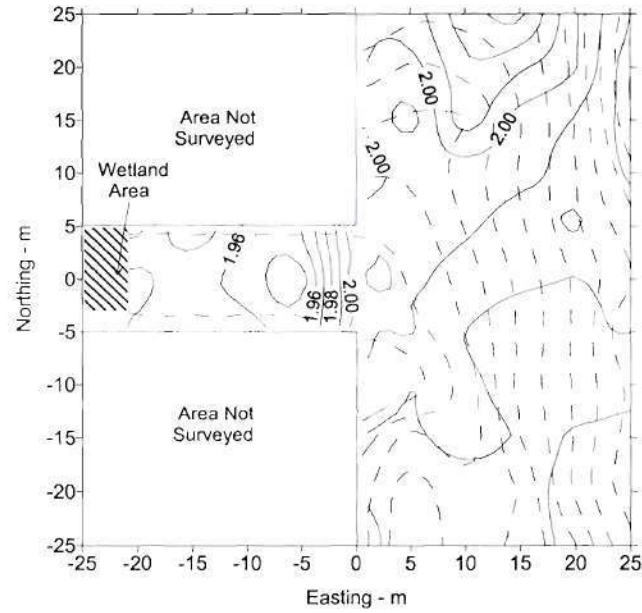 25
20
15
10
5
0
-5
-10
-15
-20
-25
Northing - m
Area Not
Surveyed
Wetland
Area
1.96
1.96
1.98
2.00
2.00
2.00
2.00
Area Not
Surveyed
-25 -20 -15 -10 -5 0 5 10 15 20 25
Easting - m